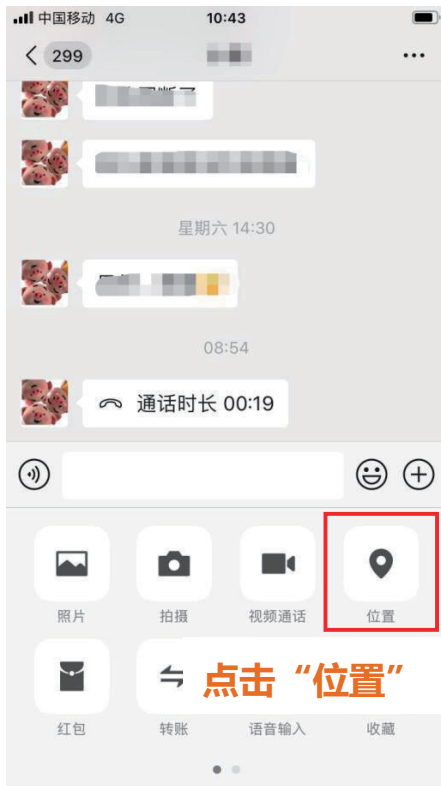 中国移动 4G 10:43
299
星期六 14:30
08:54
通话时长 00:19
照片 拍摄 视频通话 位置
点击“位置”
红包 转账 语音输入 收藏